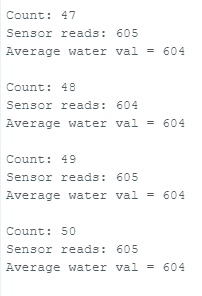 Count: 47
Sensor reads: 605
Average water val = 604
Count: 48
Sensor reads: 604
Average water val = 604
Count: 49
Sensor reads: 605
Average water val = 604
Count: 50
Sensor reads: 605
Average water val = 604